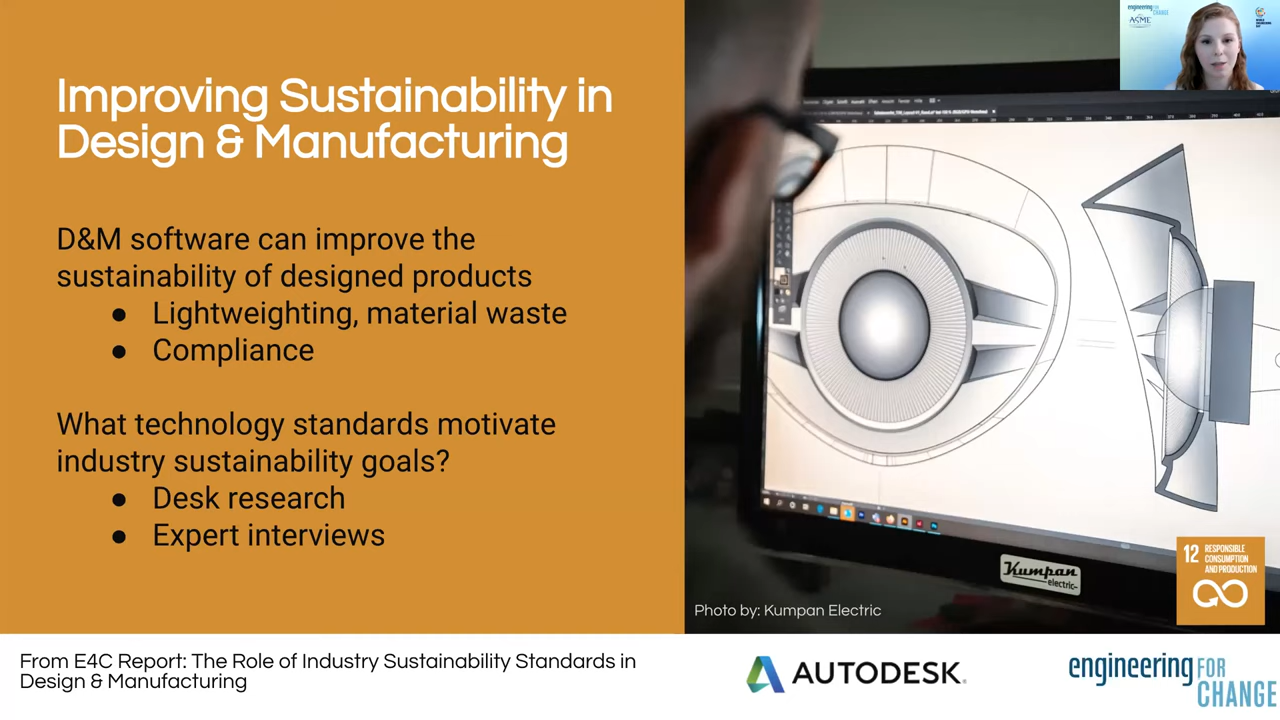 Improving Sustainability in
Design & Manufacturing
D&M software can improve the
sustainability of designed products
● Lightweighting, material waste
● Compliance
What technology standards motivate
industry sustainability goals?
● Desk research
● Expert interviews
engineering FOR
CHANGE
ASME
Kumpan
electric
Photo by: Kumpan Electric
12 RESPONSIBLE
CONSUMPTION
AND PRODUCTION
From E4C Report: The Role of Industry Sustainability Standards in
Design & Manufacturing
AUTODESK
engineering FOR
CHANGE